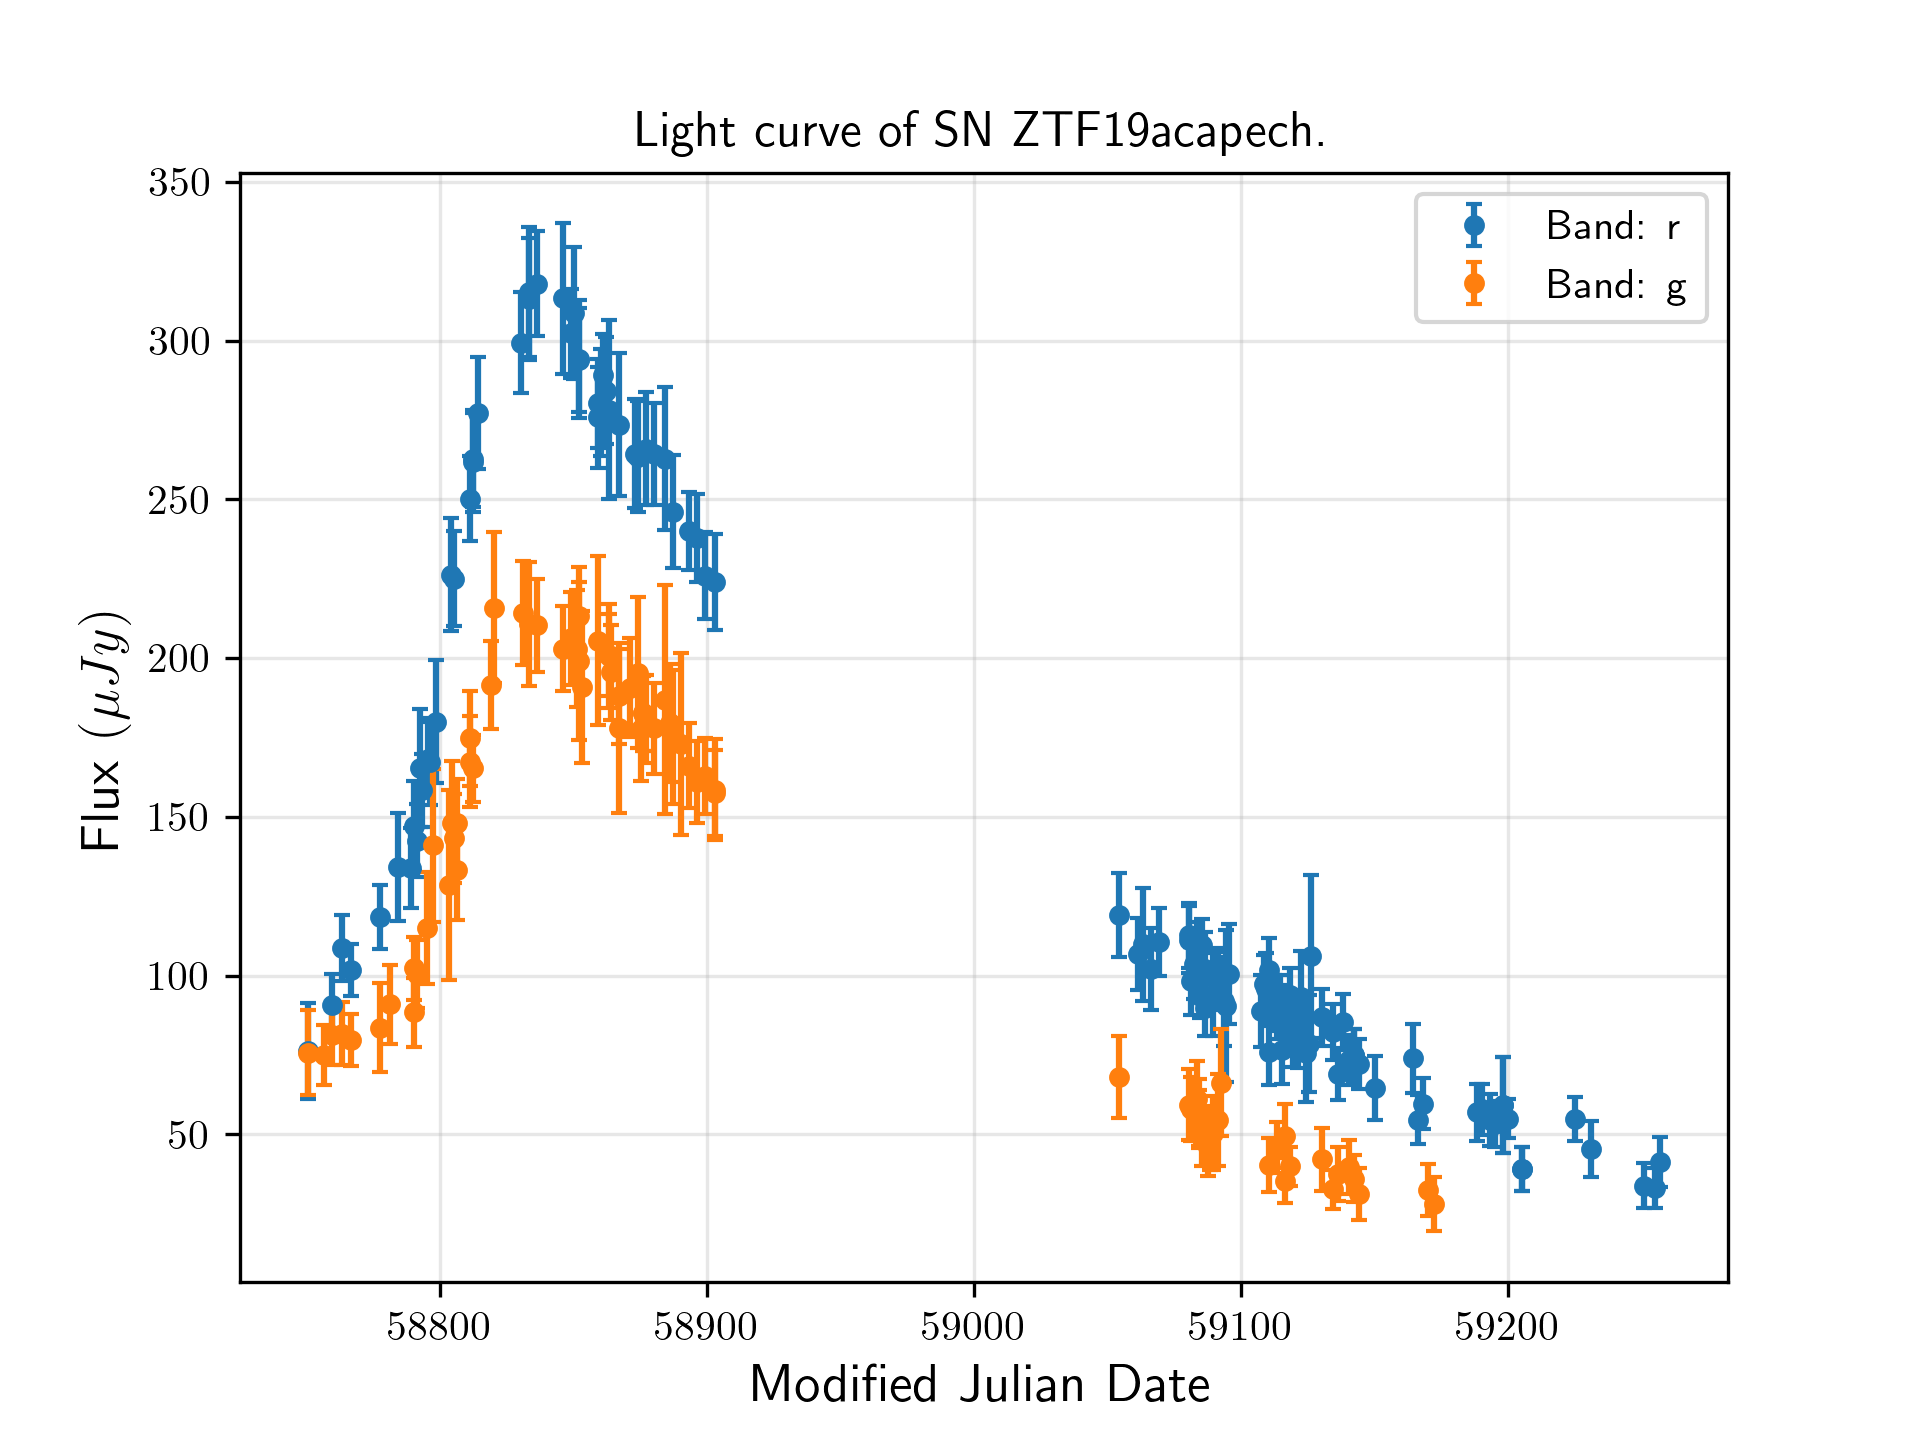 Light curve of SN ZTF19acapech.
350
300
250
200
150
100
50
Flux (μJy)
Band: r
Band: g
58800 58900 59000 59100 59200
Modified Julian Date